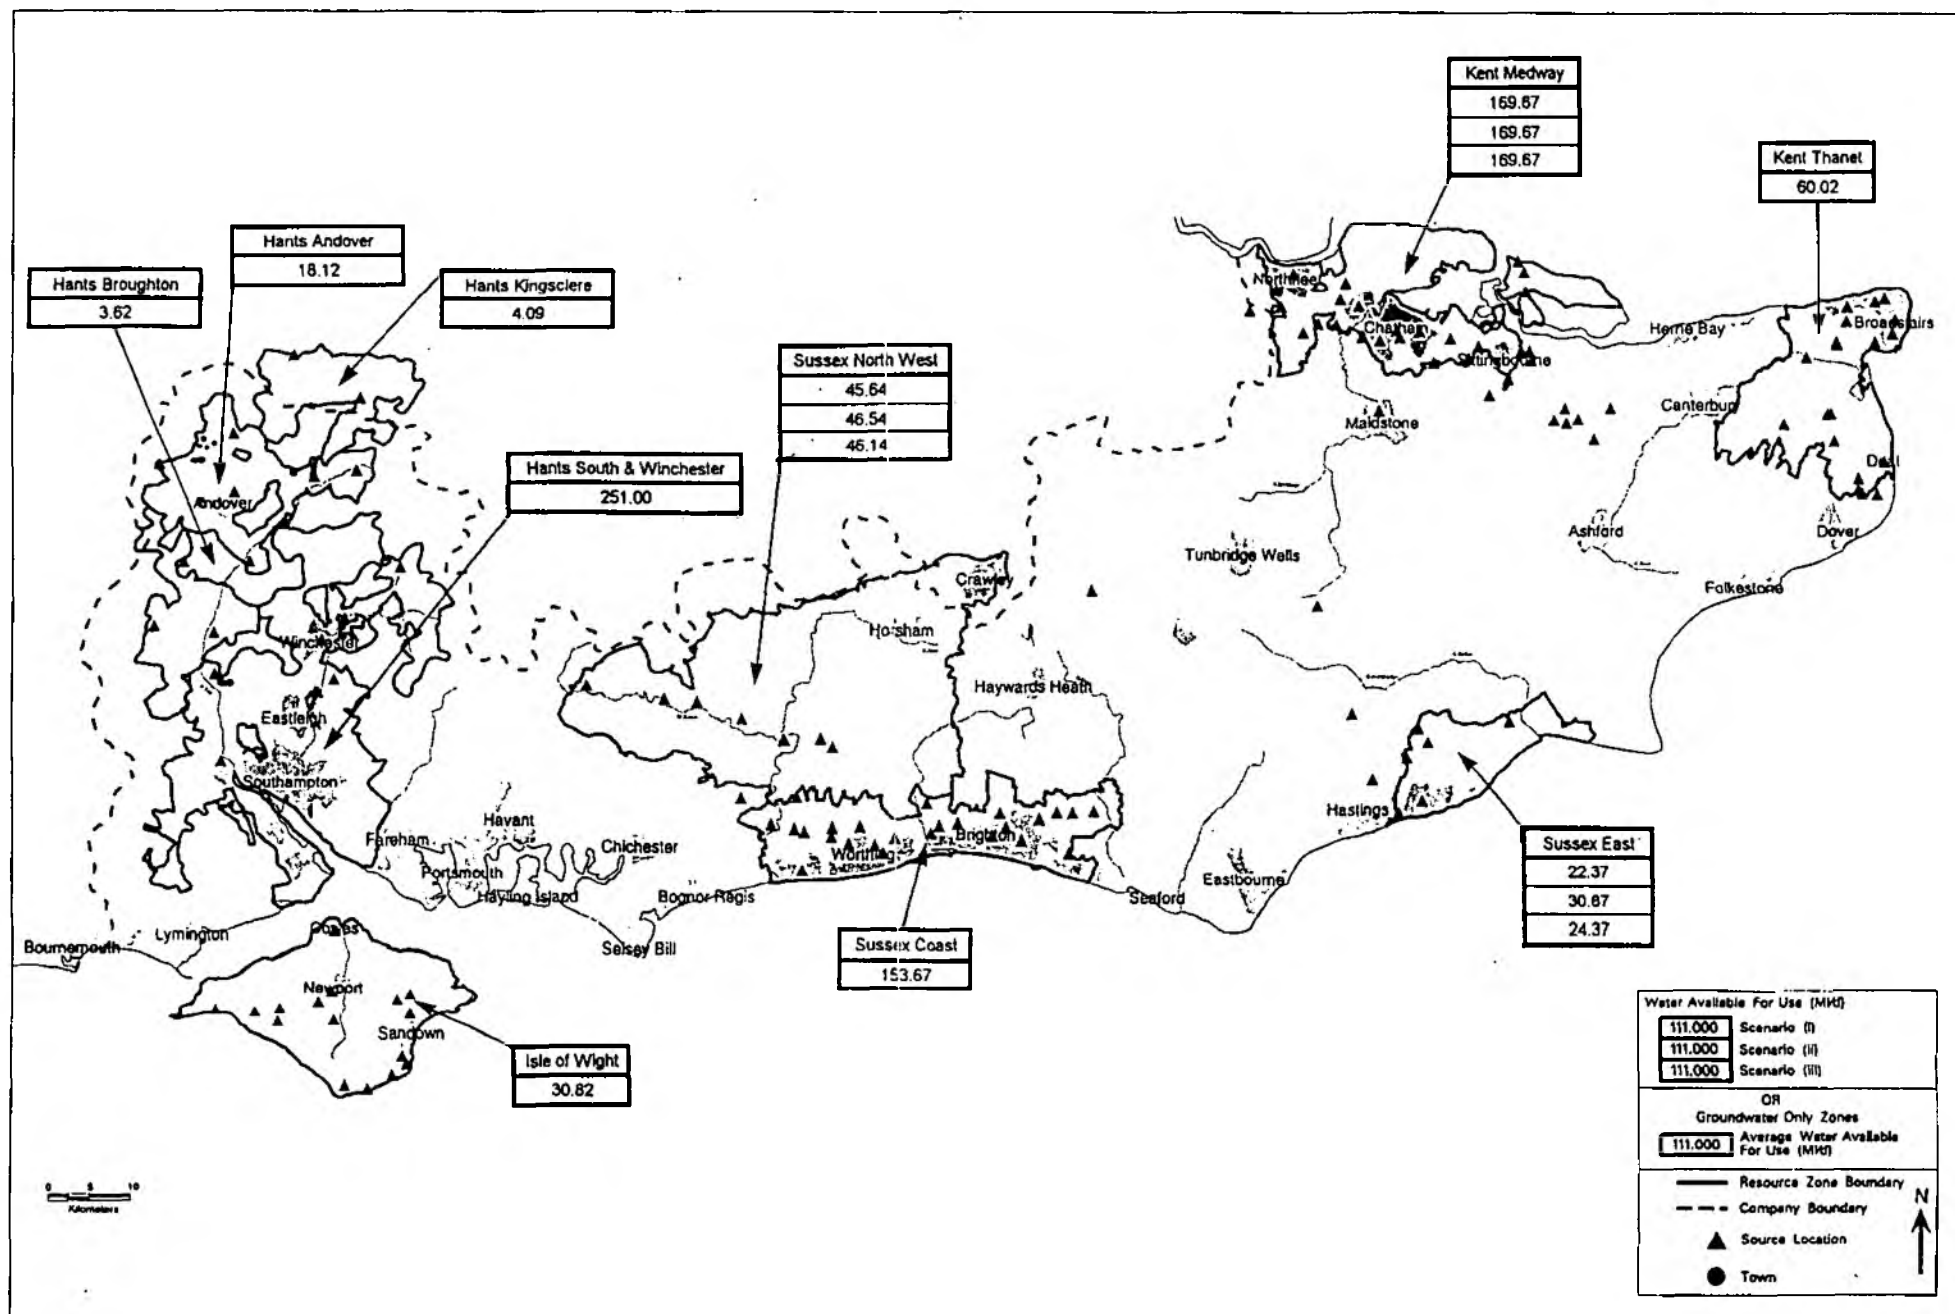 Kent Medway
169.67
169.67
169.67
Kent Thanet
60.02
Hants Andover
18.12
Hants Broughton
3.62
Hants Kingsclere
4.09
Sussex North West
45.64
46.54
46.14
Hants South & Winchester
251.00
Northfleet
Chatham
Sittingbourne
Herne Bay
Broadstairs
Canterbury
Maidstone
Deal
Andover
Ashford
Dover
Tunbridge Wells
Crawley
Folkestone
Horsham
Winchester
Haywards Heath
Eastleigh
Southampton
Hastings
Havant
Fareham
Chichester
Brighton
Worthing
Portsmouth
Hayling Island
Bognor Regis
Seaford
Eastbourne
Sussex East
22.37
30.87
24.37
Lymington
Cowes
Bournemouth
Selsey Bill
Sussex Coast
153.67
Newport
Sandown
Isle of Wight
30.82
Water Available For Use (Ml/d)
111.000 Scenario (i)
111.000 Scenario (ii)
111.000 Scenario (iii)
OR
Groundwater Only Zones
111.000 Average Water Available
For Use (Ml/d)
Resource Zone Boundary
Company Boundary
Source Location
Town
N
0 5 10
Kilometers